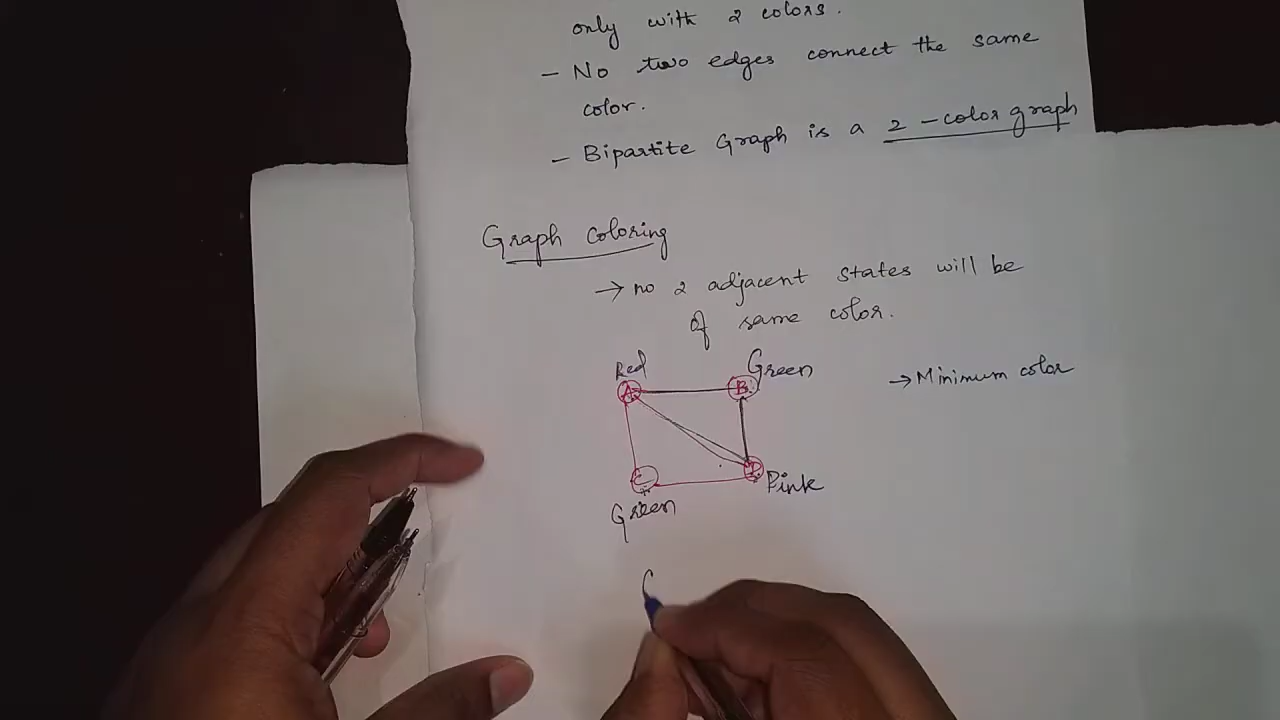 only with 2 colors.
- No two edges connect the same
color.
- Bipartite Graph is a 2-color graph
Graph Coloring
→ no 2 adjacent states will be
of same color.
Red
Green
→ Minimum color
A
B
C
D
Pink
Green